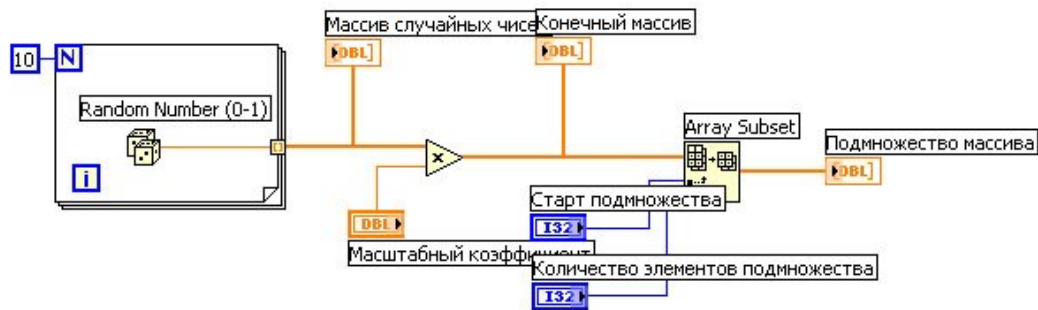 Массив случайных чисе
Конечный массив
DBL]
DBL]
10
N
Random Number (0-1)
i
Array Subset
Подмножество массива
DBL]
x
Старт подмножества
DBL
I32
Масштабный коэффициент
Количество элементов подмножества
I32